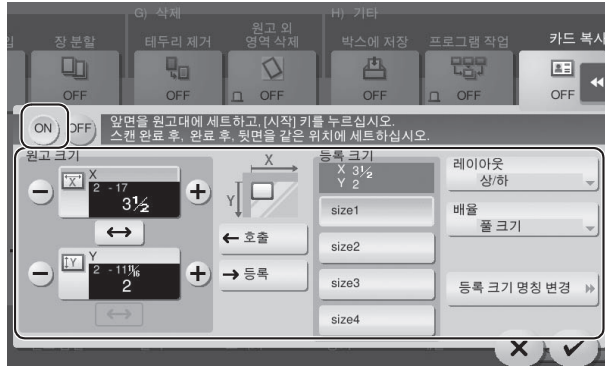 G) 삭제
H) 기타
입
장 분할
테두리 제거
원고 외
영역 삭제
박스에 저장
프로그램 작업
카드 복사
OFF
OFF
OFF
OFF
OFF
OFF
ON
OFF
앞면을 원고대에 세트하고, [시작] 키를 누르십시오.
스캔 완료 후, 완료 후, 뒷면을 같은 위치에 세트하십시오.
원고 크기
X
X
2 - 17
3½
Y
Y
2 - 11 11/16
2
X
Y
호출
등록
등록 크기
X 3½
Y 2
size1
size2
size3
size4
레이아웃
상/하
배율
풀 크기
등록 크기 명칭 변경